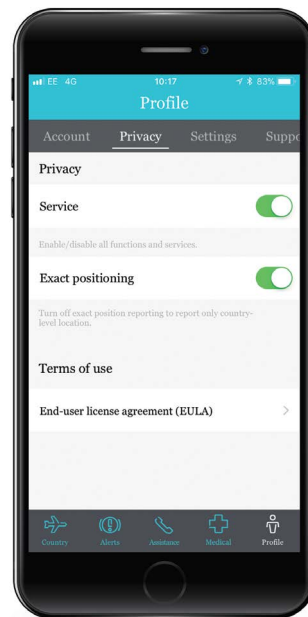 EE 4G 10:17 83%
Profile
Account Privacy Settings Suppo
Privacy
Service
Enable/disable all functions and services.
Exact positioning
Turn off exact position reporting to report only country-
level location.
Terms of use
End-user license agreement (EULA)
Country Alerts Assistance Medical Profile